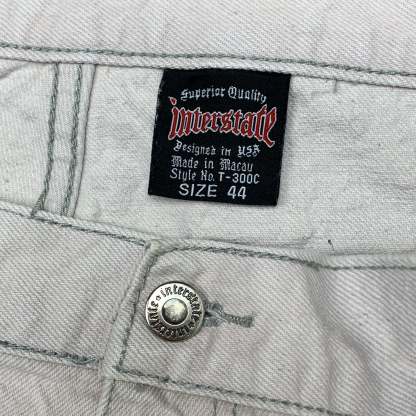 Superior Quality
interstate
Designed in USA
Made in Macau
Style No. T-300C
SIZE 44
interstate